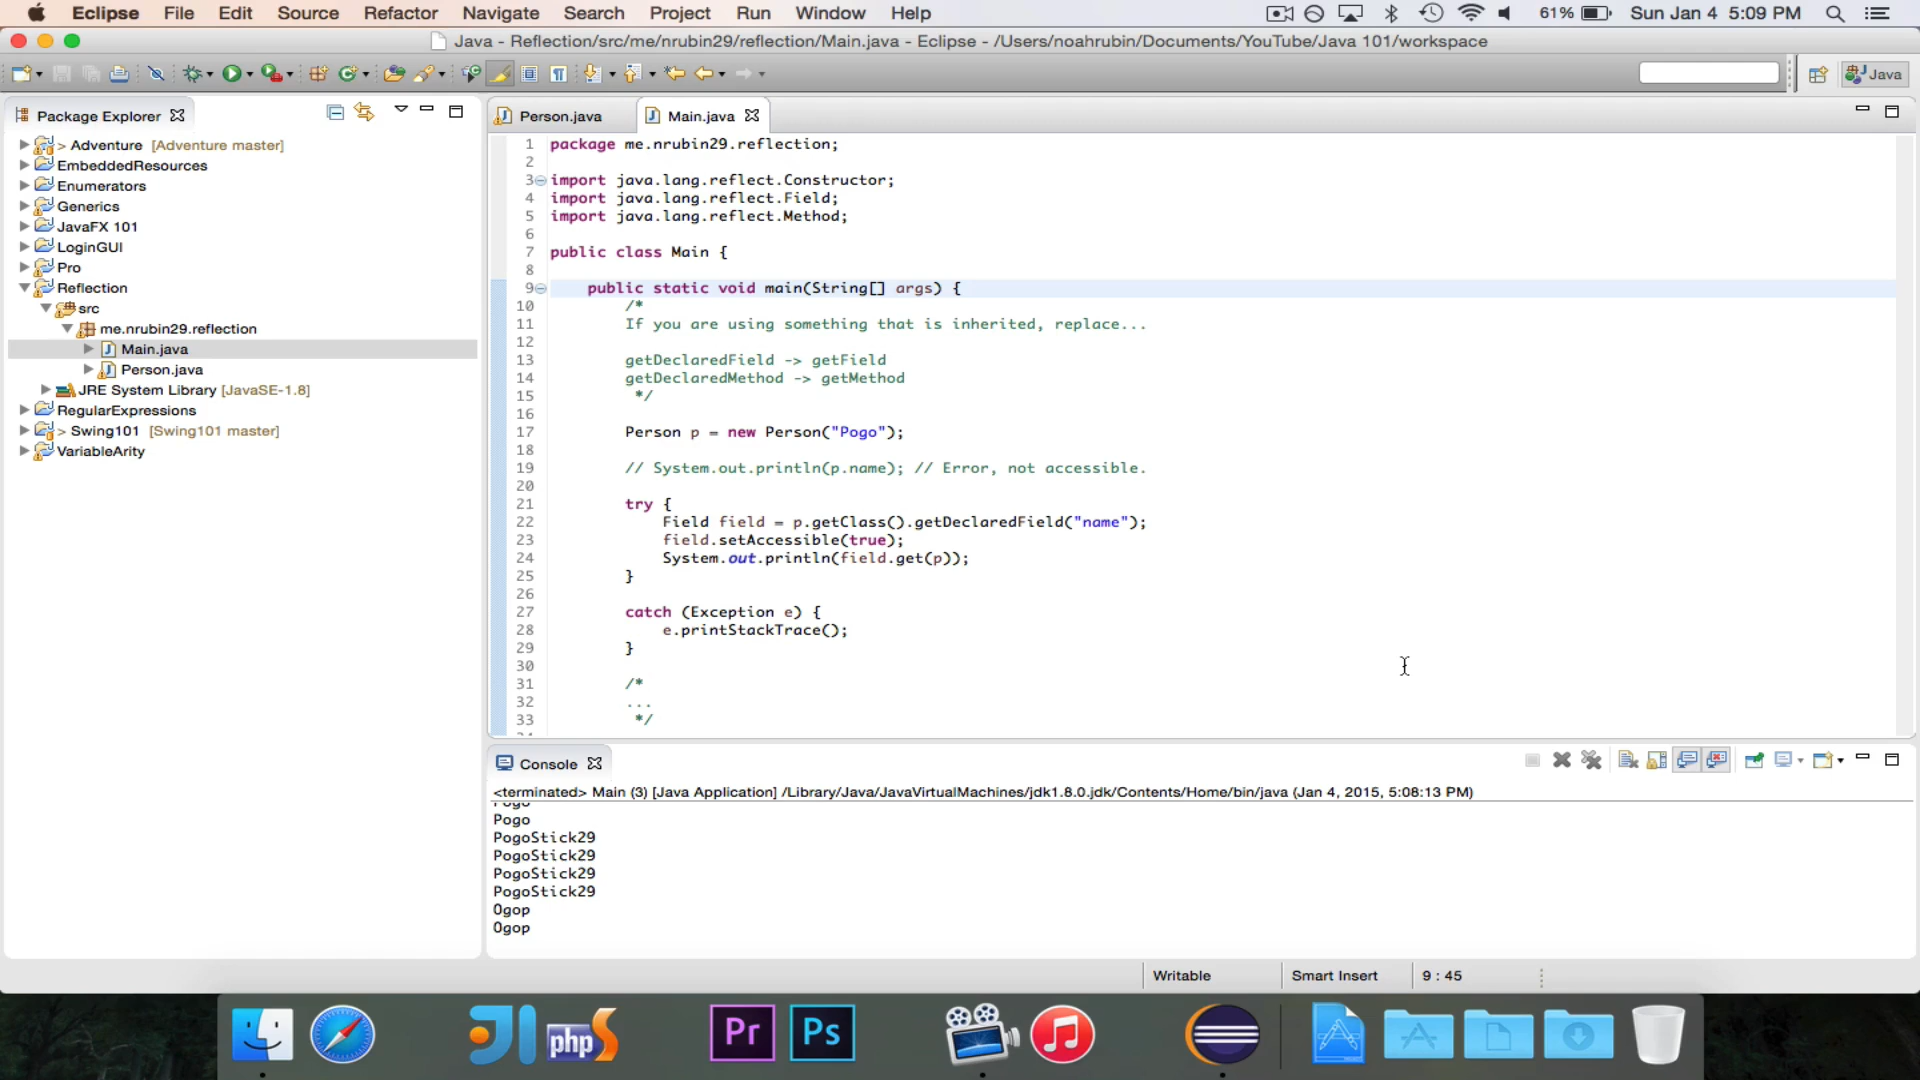 Eclipse File Edit Source Refactor Navigate Search Project Run Window Help 61% Sun Jan 4 5:09 PM
Java - Reflection/src/me/nrubin29/reflection/Main.java - Eclipse - /Users/noahrubin/Documents/YouTube/Java 101/workspace
Java
Package Explorer
> Adventure [Adventure master]
EmbeddedResources
Enumerators
Generics
JavaFX 101
LoginGUI
Pro
Reflection
src
me.nrubin29.reflection
Main.java
Person.java
JRE System Library [JavaSE-1.8]
RegularExpressions
> Swing101 [Swing101 master]
VariableArity
Person.java Main.java
1 package me.nrubin29.reflection;
2
3 import java.lang.reflect.Constructor;
4 import java.lang.reflect.Field;
5 import java.lang.reflect.Method;
6
7 public class Main {
8
9 public static void main(String[] args) {
10 /*
11 If you are using something that is inherited, replace...
12
13 getDeclaredField -> getField
14 getDeclaredMethod -> getMethod
15 */
16
17 Person p = new Person("Pogo");
18
19 // System.out.println(p.name); // Error, not accessible.
20
21 try {
22 Field field = p.getClass().getDeclaredField("name");
23 field.setAccessible(true);
24 System.out.println(field.get(p));
25 }
26
27 catch (Exception e) {
28 e.printStackTrace();
29 }
30
31 /*
32 ...
33 */
Console
<terminated> Main (3) [Java Application] /Library/Java/JavaVirtualMachines/jdk1.8.0.jdk/Contents/Home/bin/java (Jan 4, 2015, 5:08:13 PM)
Pogo
Pogo
PogoStick29
PogoStick29
PogoStick29
PogoStick29
Ogop
Ogop
Writable Smart Insert 9 : 45
php Pr Ps